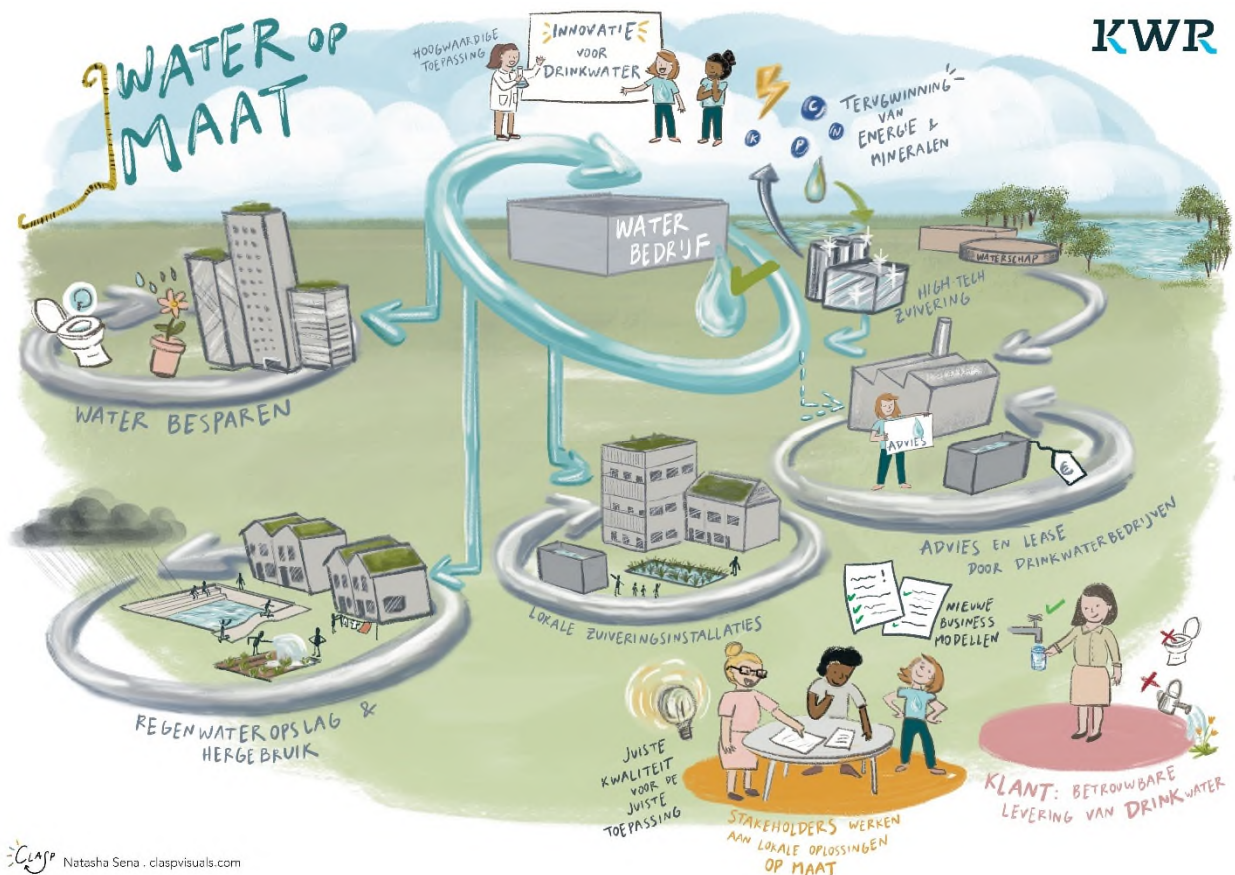 WATER OP
MAAT
HOOGWAARDIGE
TOEPASSING
INNOVATIE
VOOR
DRINKWATER
KWR
K
P
C
N
TERUGWINNING
VAN
ENERGIE &
MINERALEN
WATER
BEDRIJF
WATERSCHAP
HIGH-TECH
ZUIVERING
WATER BESPAREN
ADVIES
€
ADVIES EN LEASE
DOOR DRINKWATERBEDRIJVEN
LOKALE ZUIVERINGSINSTALLATIES
REGENWATEROPSLAG &
HERGEBRUIK
NIEUWE
BUSINESS
MODELLEN
JUISTE
KWALITEIT
VOOR DE
JUISTE
TOEPASSING
STAKEHOLDERS WERKEN
AAN LOKALE OPLOSSINGEN
OP MAAT
KLANT: BETROUWBARE
LEVERING VAN DRINKWATER
CLASP Natasha Sena . claspvisuals.com